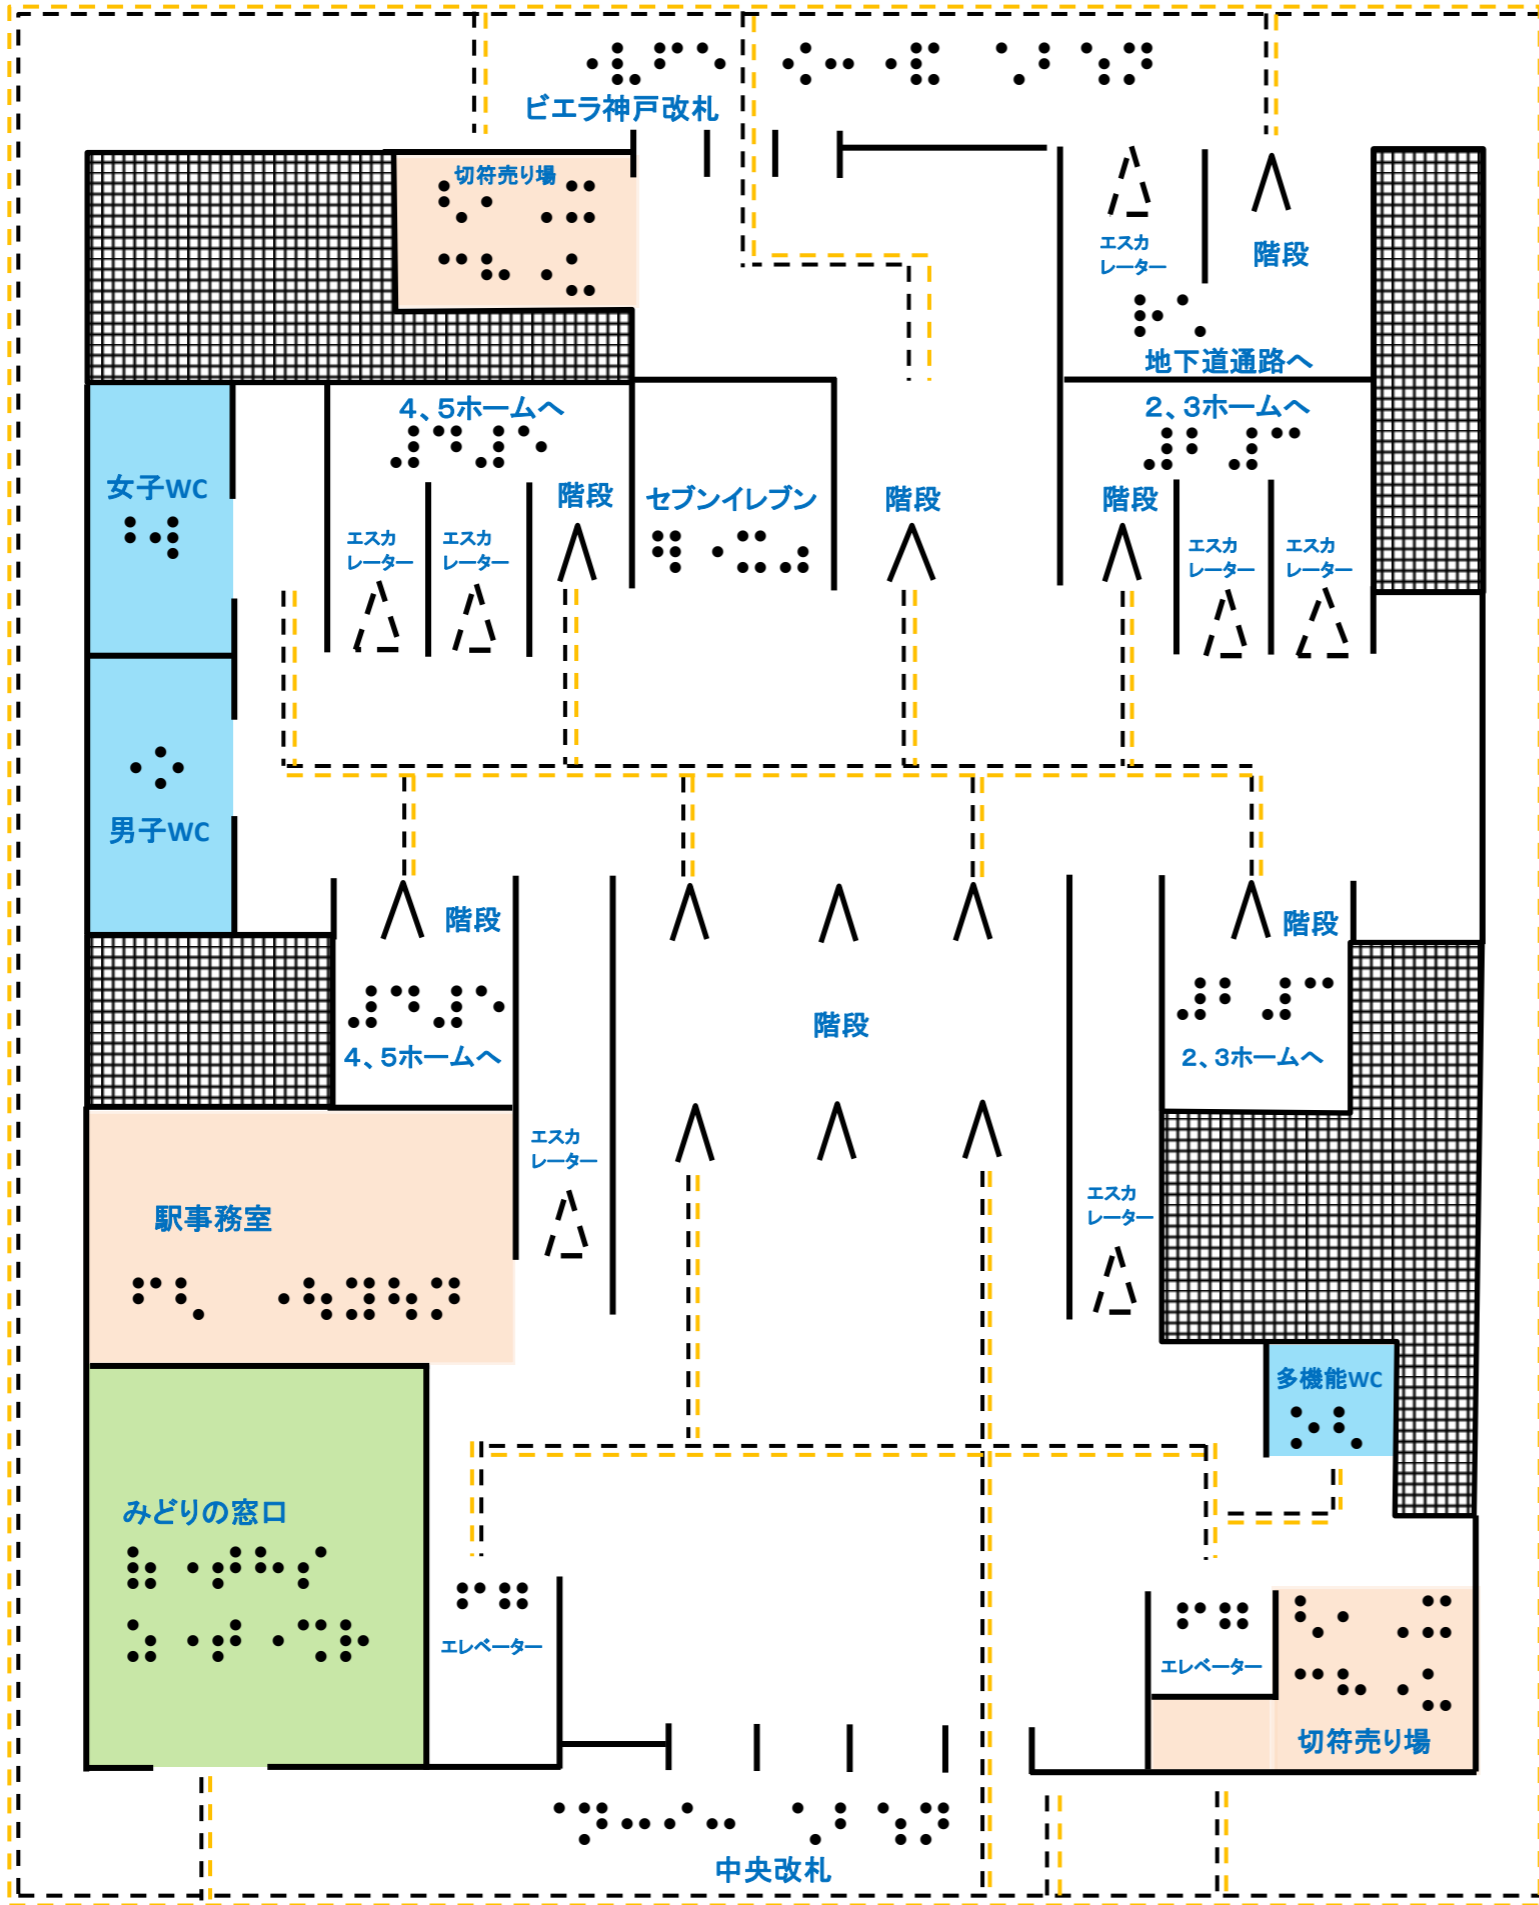 ビエラ神戸改札
切符売り場
エスカ
レーター
階段
地下道通路へ
4、5ホームへ
2、3ホームへ
女子WC
エスカ
レーター
エスカ
レーター
階段
セブンイレブン
階段
階段
エスカ
レーター
エスカ
レーター
男子WC
階段
階段
4、5ホームへ
階段
2、3ホームへ
エスカ
レーター
駅事務室
エスカ
レーター
多機能WC
みどりの窓口
エレベーター
エレベーター
切符売り場
中央改札